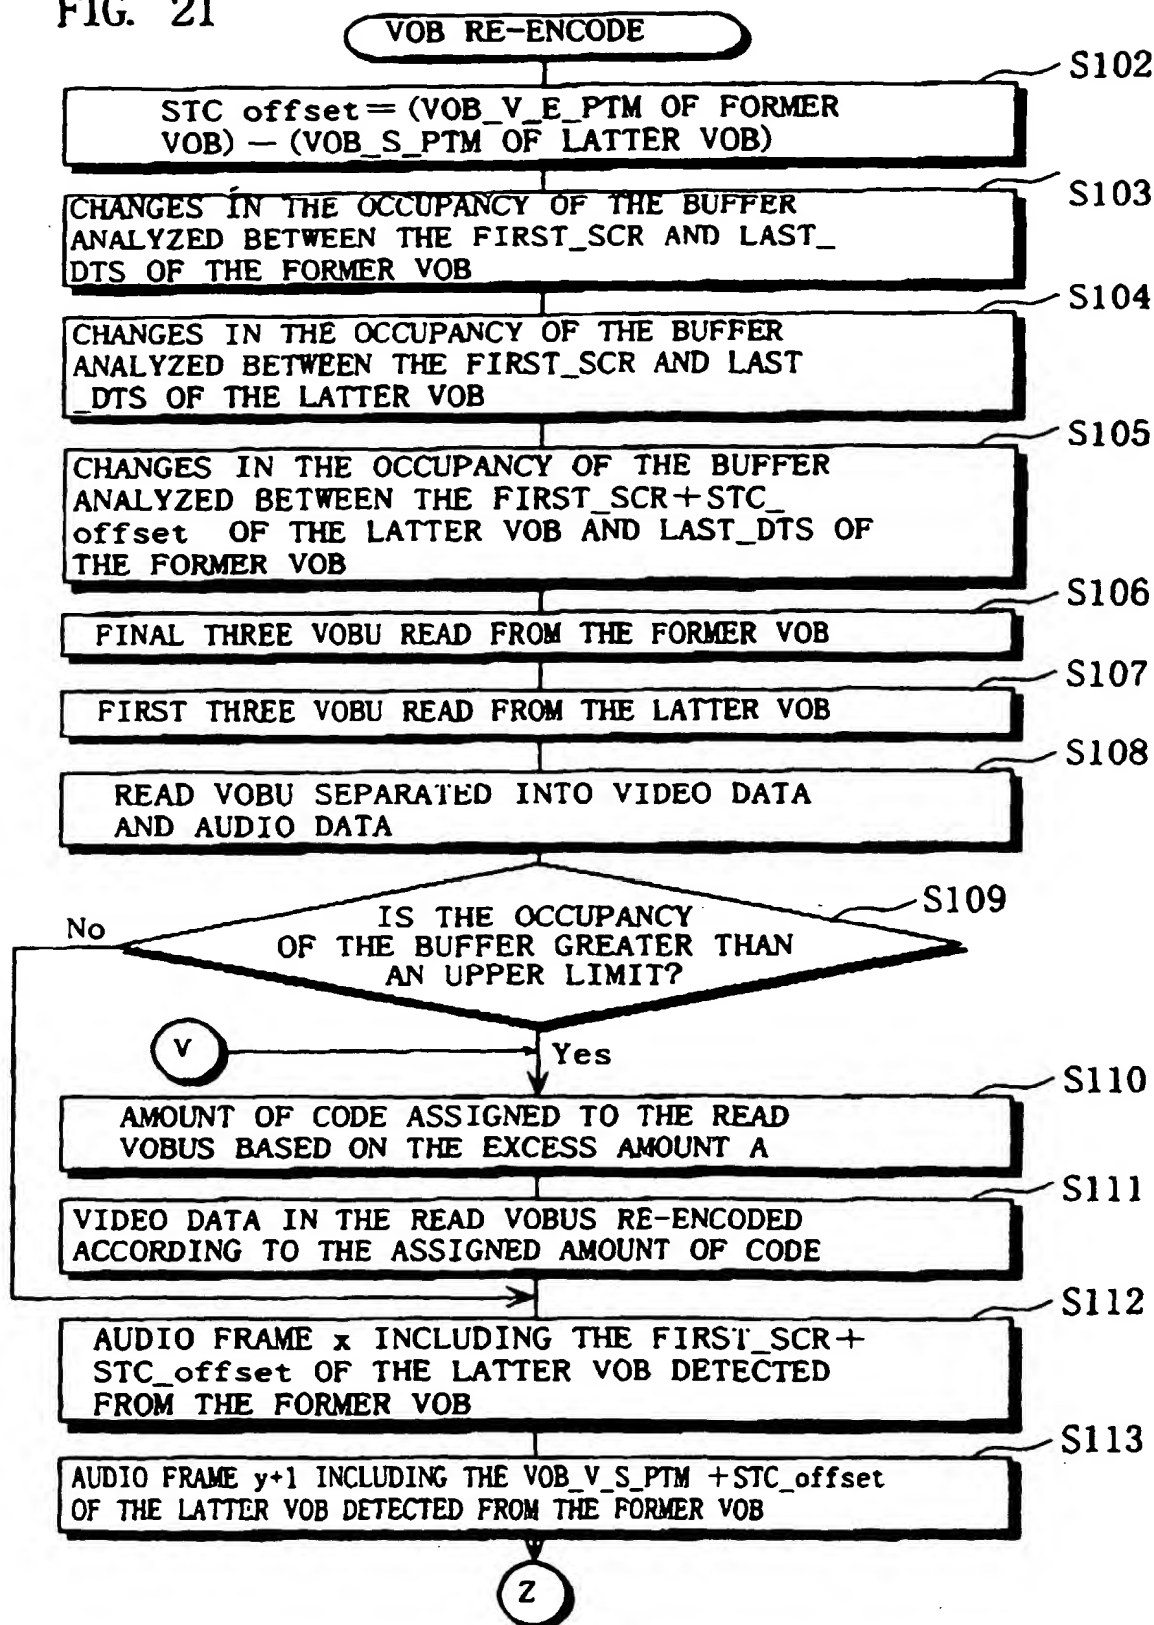 FIG. 21
VOB RE-ENCODE
S102
STC offset = (VOB_V_E_PTM OF FORMER
VOB) — (VOB_S_PTM OF LATTER VOB)
S103
CHANGES IN THE OCCUPANCY OF THE BUFFER
ANALYZED BETWEEN THE FIRST_SCR AND LAST_
DTS OF THE FORMER VOB
S104
CHANGES IN THE OCCUPANCY OF THE BUFFER
ANALYZED BETWEEN THE FIRST_SCR AND LAST
_DTS OF THE LATTER VOB
S105
CHANGES IN THE OCCUPANCY OF THE BUFFER
ANALYZED BETWEEN THE FIRST_SCR+STC_
offset OF THE LATTER VOB AND LAST_DTS OF
THE FORMER VOB
S106
FINAL THREE VOBU READ FROM THE FORMER VOB
S107
FIRST THREE VOBU READ FROM THE LATTER VOB
S108
READ VOBU SEPARATED INTO VIDEO DATA
AND AUDIO DATA
S109
No
IS THE OCCUPANCY
OF THE BUFFER GREATER THAN
AN UPPER LIMIT?
V
Yes
S110
AMOUNT OF CODE ASSIGNED TO THE READ
VOBUS BASED ON THE EXCESS AMOUNT A
S111
VIDEO DATA IN THE READ VOBUS RE-ENCODED
ACCORDING TO THE ASSIGNED AMOUNT OF CODE
S112
AUDIO FRAME x INCLUDING THE FIRST_SCR+
STC_offset OF THE LATTER VOB DETECTED
FROM THE FORMER VOB
S113
AUDIO FRAME y+1 INCLUDING THE VOB_V_S_PTM +STC_offset
OF THE LATTER VOB DETECTED FROM THE FORMER VOB
Z